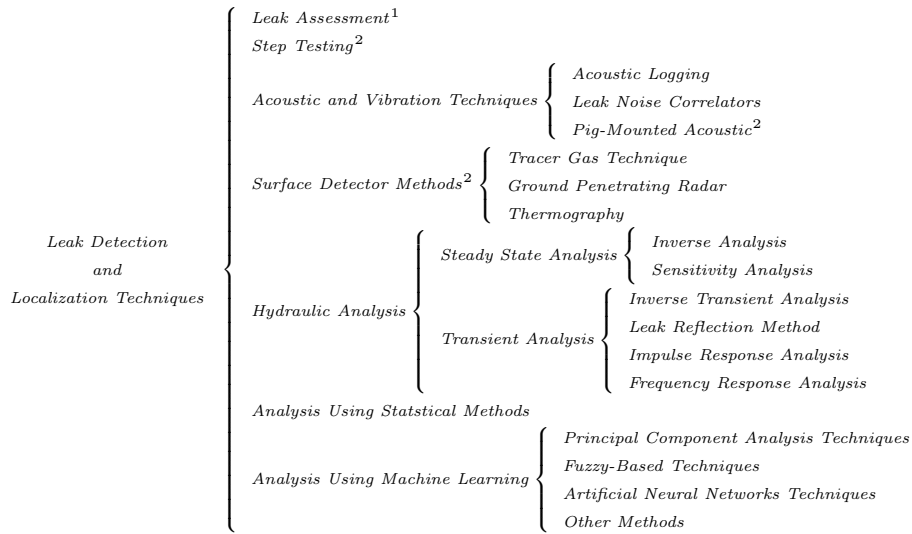 Leak Detection
and
Localization Techniques
Leak Assessment¹
Step Testing²
Acoustic and Vibration Techniques
Acoustic Logging
Leak Noise Correlators
Pig-Mounted Acoustic²
Surface Detector Methods²
Tracer Gas Technique
Ground Penetrating Radar
Thermography
Hydraulic Analysis
Steady State Analysis
Inverse Analysis
Sensitivity Analysis
Transient Analysis
Inverse Transient Analysis
Leak Reflection Method
Impulse Response Analysis
Frequency Response Analysis
Analysis Using Statstical Methods
Analysis Using Machine Learning
Principal Component Analysis Techniques
Fuzzy-Based Techniques
Artificial Neural Networks Techniques
Other Methods